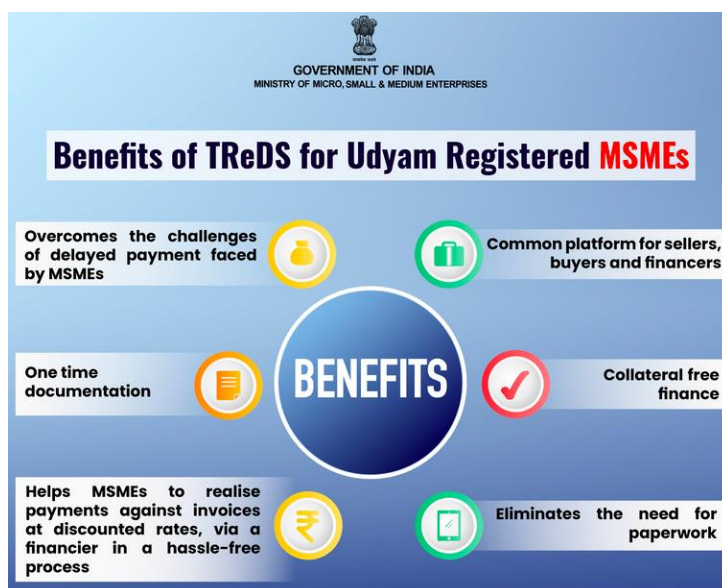 सत्यमेव जयते
GOVERNMENT OF INDIA
MINISTRY OF MICRO, SMALL & MEDIUM ENTERPRISES
Benefits of TReDS for Udyam Registered MSMEs
Overcomes the challenges
of delayed payment faced
by MSMEs
Common platform for sellers,
buyers and financers
One time
documentation
BENEFITS
Collateral free
finance
Helps MSMEs to realise
payments against invoices
at discounted rates, via a
financier in a hassle-free
process
₹
Eliminates the need for
paperwork